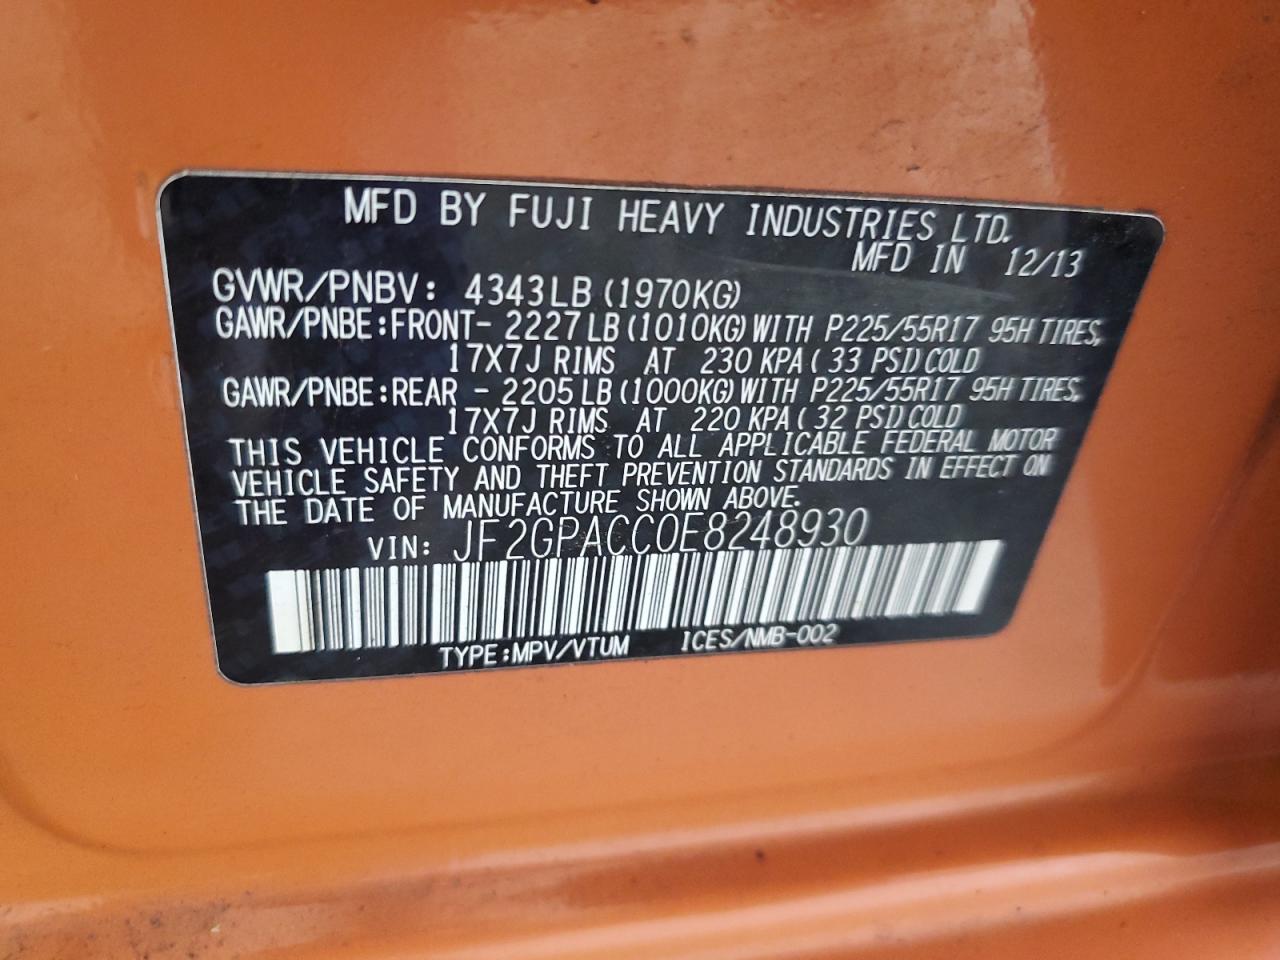 MFD BY FUJI HEAVY INDUSTRIES LTD.
MFD IN 12/13
GVWR/PNBV: 4343LB (1970KG)
GAWR/PNBE:FRONT- 2227LB(1010KG)WITH P225/55R17 95H TIRES,
17X7J RIMS AT 230 KPA( 33 PSI)COLD
GAWR/PNBE:REAR - 2205LB(1000KG)WITH P225/55R17 95H TIRES,
17X7J RIMS AT 220 KPA( 32 PSI)COLD
THIS VEHICLE CONFORMS TO ALL APPLICABLE FEDERAL MOTOR
VEHICLE SAFETY AND THEFT PREVENTION STANDARDS IN EFFECT ON
THE DATE OF MANUFACTURE SHOWN ABOVE.
VIN: JF2GPACC0E8248930
TYPE:MPV/VTUM ICES/NMB-002